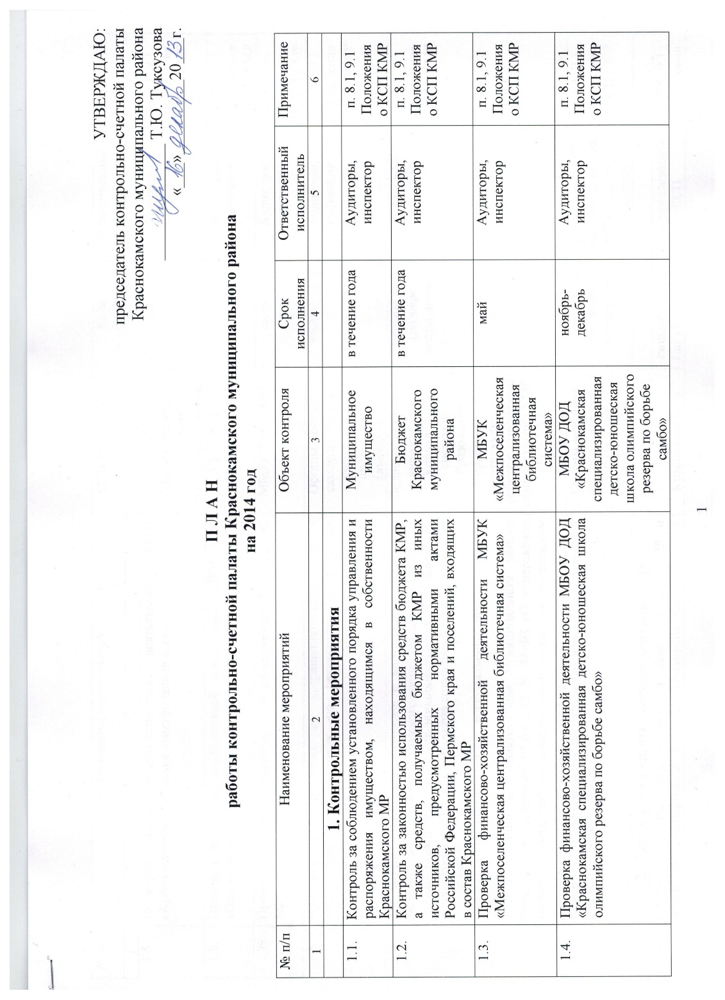 УТВЕРЖДАЮ:
председатель контрольно-счетной палаты
Краснокамского муниципального района
Т.Ю. Туксузова
«16» декабр 2013г.
П Л А Н
работы контрольно-счетной палаты Краснокамского муниципального района
на 2014 год
№ п/п
Наименование мероприятий
Объект контроля
Срок
исполнения
Ответственный
исполнитель
Примечание
1
2
3
4
5
6
1. Контрольные мероприятия
1.1.
Контроль за соблюдением установленного порядка управления и
распоряжения имуществом, находящимся в собственности
Краснокамского МР
Муниципальное
имущество
в течение года
Аудиторы,
инспектор
п. 8.1, 9.1
Положения
о КСП КМР
1.2.
Контроль за законностью использования средств бюджета КМР,
а также средств, получаемых бюджетом КМР из иных
источников, предусмотренных нормативными актами
Российской Федерации, Пермского края и поселений, входящих
в состав Краснокамского МР
Бюджет
Краснокамского
муниципального
района
в течение года
Аудиторы,
инспектор
п. 8.1, 9.1
Положения
о КСП КМР
1.3.
Проверка финансово-хозяйственной деятельности МБУК
«Межпоселенческая централизованная библиотечная система»
МБУК
«Межпоселенческая
централизованная
библиотечная
система»
май
Аудиторы,
инспектор
п. 8.1, 9.1
Положения
о КСП КМР
1.4.
Проверка финансово-хозяйственной деятельности МБОУ ДОД
«Краснокамская специализированная детско-юношеская школа
олимпийского резерва по борьбе самбо»
МБОУ ДОД
«Краснокамская
специализированная
детско-юношеская
школа олимпийского
резерва по борьбе
самбо»
ноябрь-
декабрь
Аудиторы,
инспектор
п. 8.1, 9.1
Положения
о КСП КМР
1